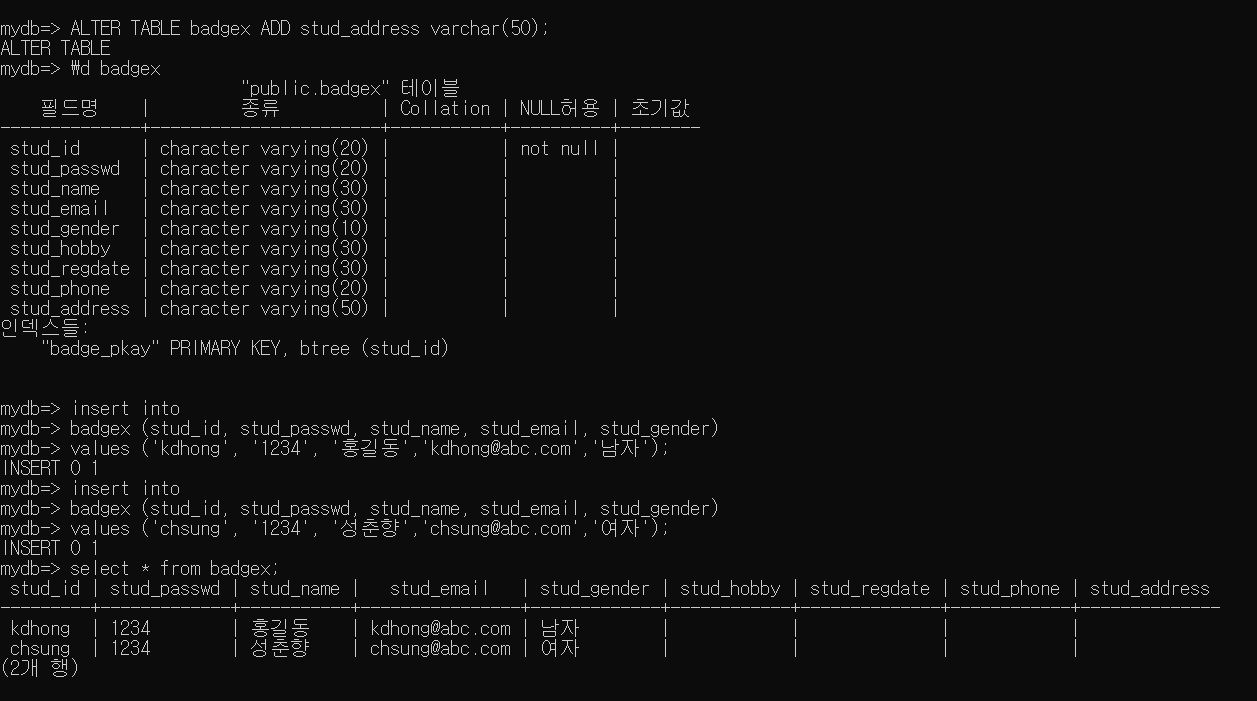 mydb=> ALTER TABLE badgex ADD stud_address varchar(50);
ALTER TABLE
mydb=> ₩d badgex
"public.badgex" 테이블
필드명 | 종류 | Collation | NULL허용 | 초기값
---------------+------------------------+-----------+----------+--------
stud_id | character varying(20) | | not null |
stud_passwd | character varying(20) | | |
stud_name | character varying(30) | | |
stud_email | character varying(30) | | |
stud_gender | character varying(10) | | |
stud_hobby | character varying(30) | | |
stud_regdate | character varying(30) | | |
stud_phone | character varying(20) | | |
stud_address | character varying(50) | | |
인덱스들:
"badge_pkay" PRIMARY KEY, btree (stud_id)
mydb=> insert into
mydb-> badgex (stud_id, stud_passwd, stud_name, stud_email, stud_gender)
mydb-> values ('kdhong', '1234', '홍길동','kdhong@abc.com','남자');
INSERT 0 1
mydb=> insert into
mydb-> badgex (stud_id, stud_passwd, stud_name, stud_email, stud_gender)
mydb-> values ('chsung', '1234', '성춘향','chsung@abc.com','여자');
INSERT 0 1
mydb=> select * from badgex;
stud_id | stud_passwd | stud_name | stud_email | stud_gender | stud_hobby | stud_regdate | stud_phone | stud_address
---------+-------------+-----------+----------------+-------------+------------+--------------+------------+--------------
kdhong | 1234 | 홍길동 | kdhong@abc.com | 남자 | | | |
chsung | 1234 | 성춘향 | chsung@abc.com | 여자 | | | |
(2개 행)